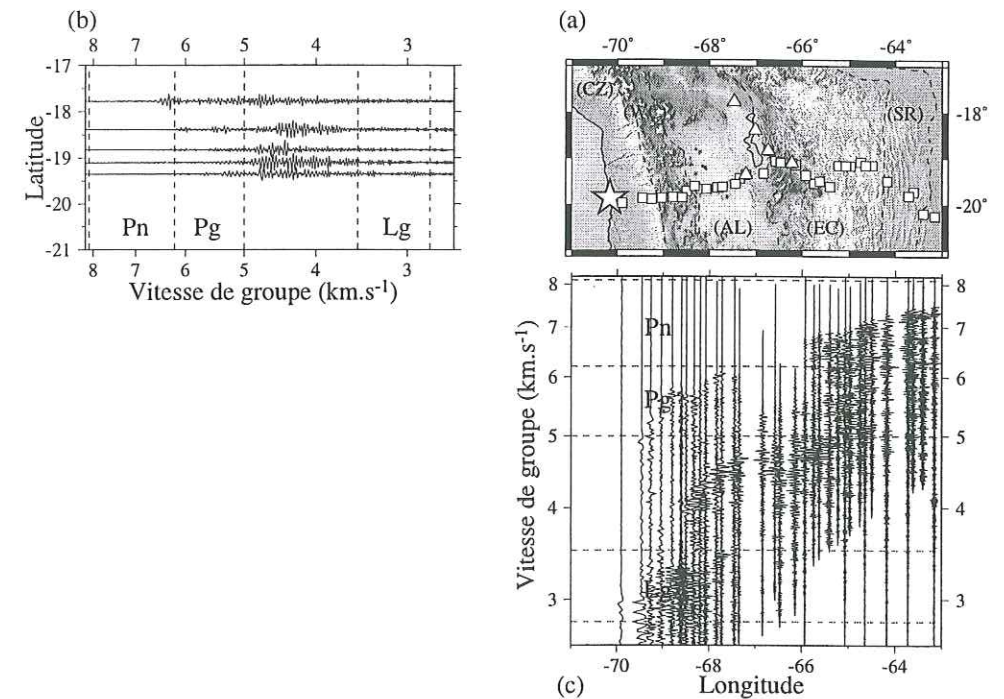 (b)
8 7 6 5 4 3
-17
-18
-19
-20
-21
Latitude
Pn Pg Lg
8 7 6 5 4 3
Vitesse de groupe (km.s⁻¹)
(a)
-70˚ -68˚ -66˚ -64˚
(CZ)
(SR)
-18˚
-20˚
(AL) (EC)
8 8
7 7
6 6
5 5
4 4
3 3
Vitesse de groupe (km.s⁻¹)
Pn
Pg
-70 -68 -66 -64
(c) Longitude